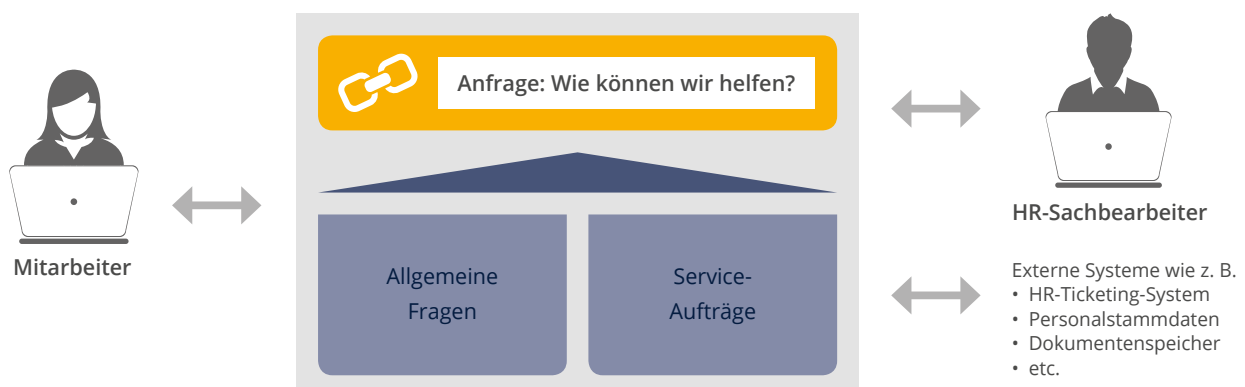 Anfrage: Wie können wir helfen?
Mitarbeiter
Allgemeine
Fragen
Service-
Aufträge
HR-Sachbearbeiter
Externe Systeme wie z. B.
• HR-Ticketing-System
• Personalstammdaten
• Dokumentenspeicher
• etc.